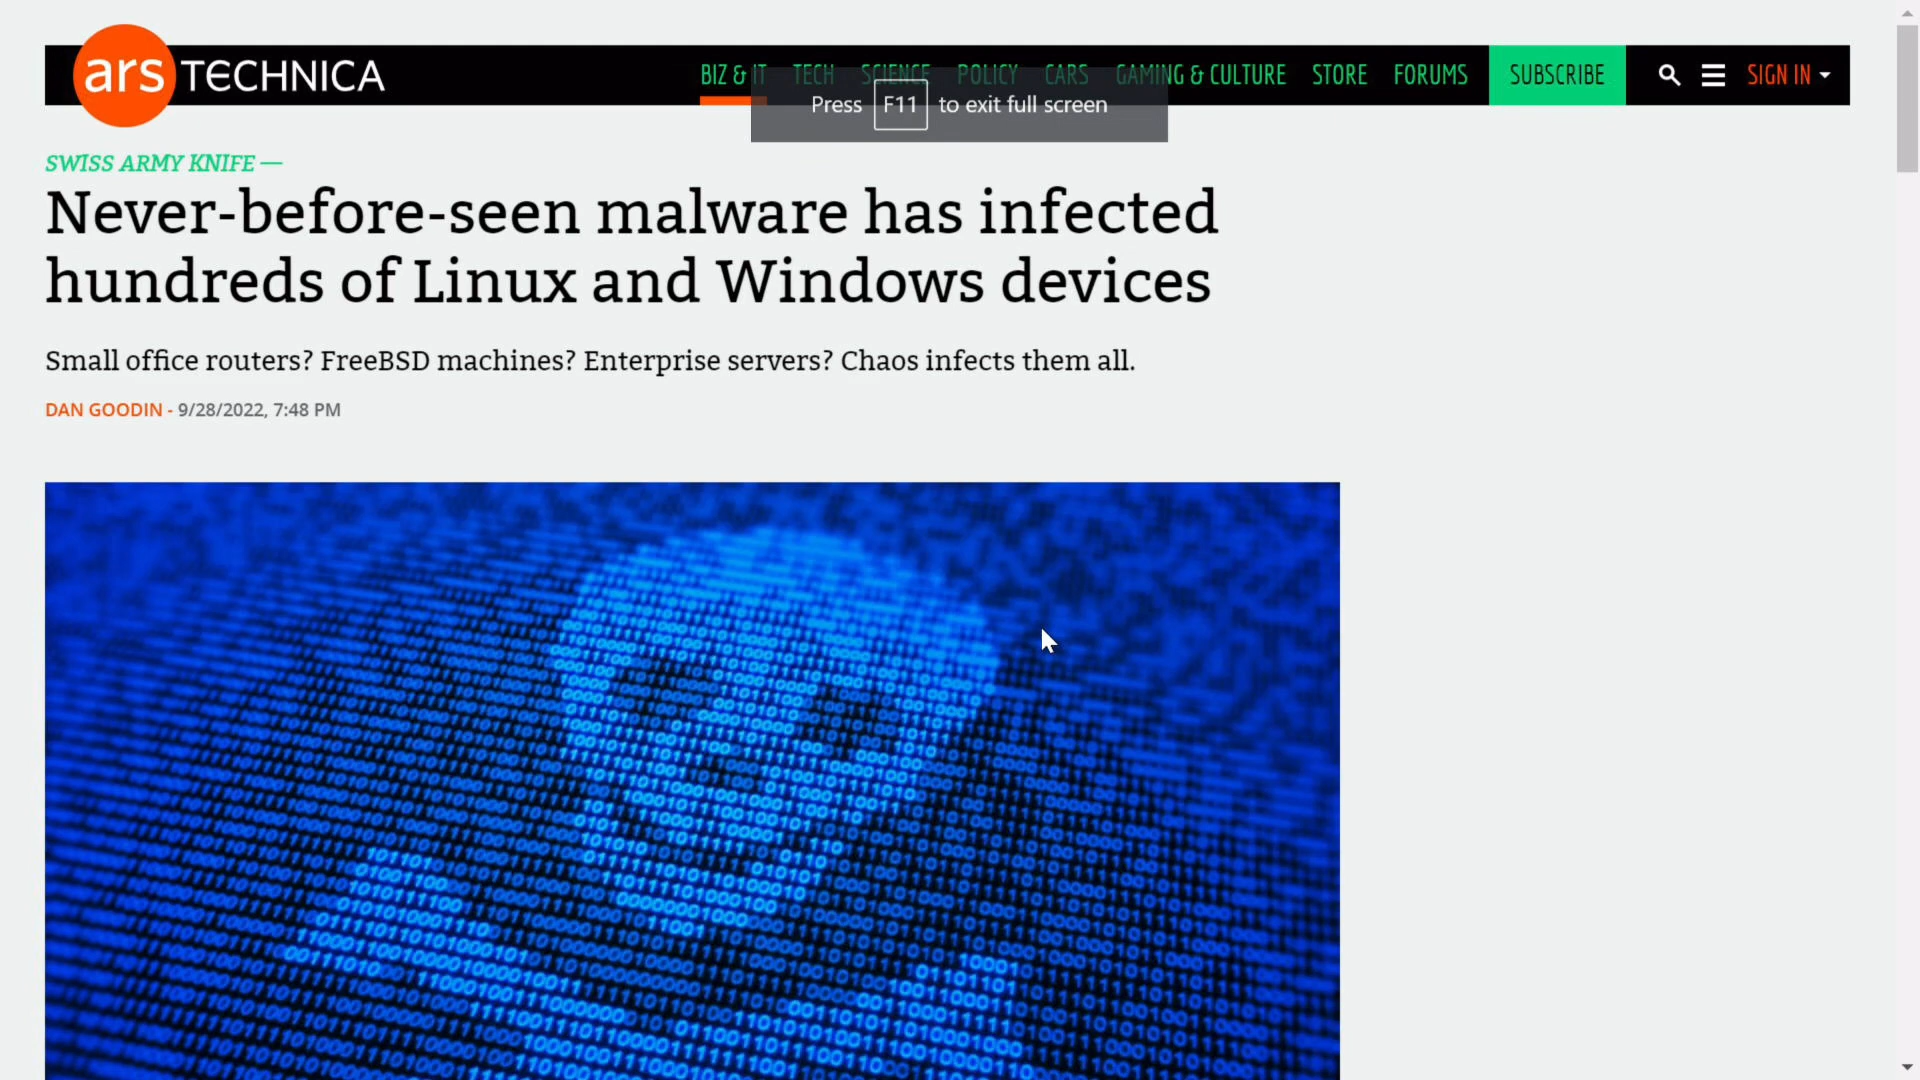 ars TECHNICA
BIZ & IT TECH SCIENCE POLICY CARS GAMING & CULTURE STORE FORUMS SUBSCRIBE SIGN IN
Press F11 to exit full screen
SWISS ARMY KNIFE —
Never-before-seen malware has infected
hundreds of Linux and Windows devices
Small office routers? FreeBSD machines? Enterprise servers? Chaos infects them all.
DAN GOODIN - 9/28/2022, 7:48 PM